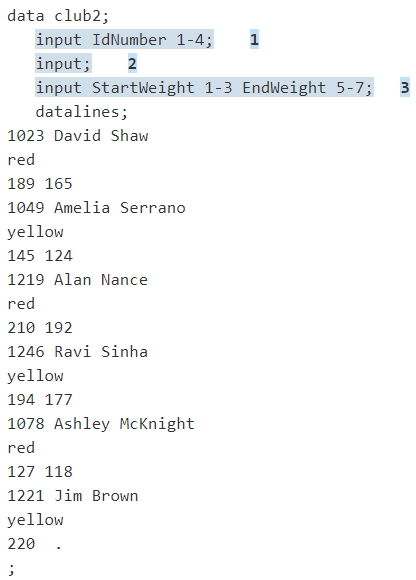 data club2;
   input IdNumber 1-4;    1
   input;    2
   input StartWeight 1-3 EndWeight 5-7;   3
   datalines;
1023 David Shaw
red
189 165
1049 Amelia Serrano
yellow
145 124
1219 Alan Nance
red
210 192
1246 Ravi Sinha
yellow
194 177
1078 Ashley McKnight
red
127 118
1221 Jim Brown
yellow
220  .
;